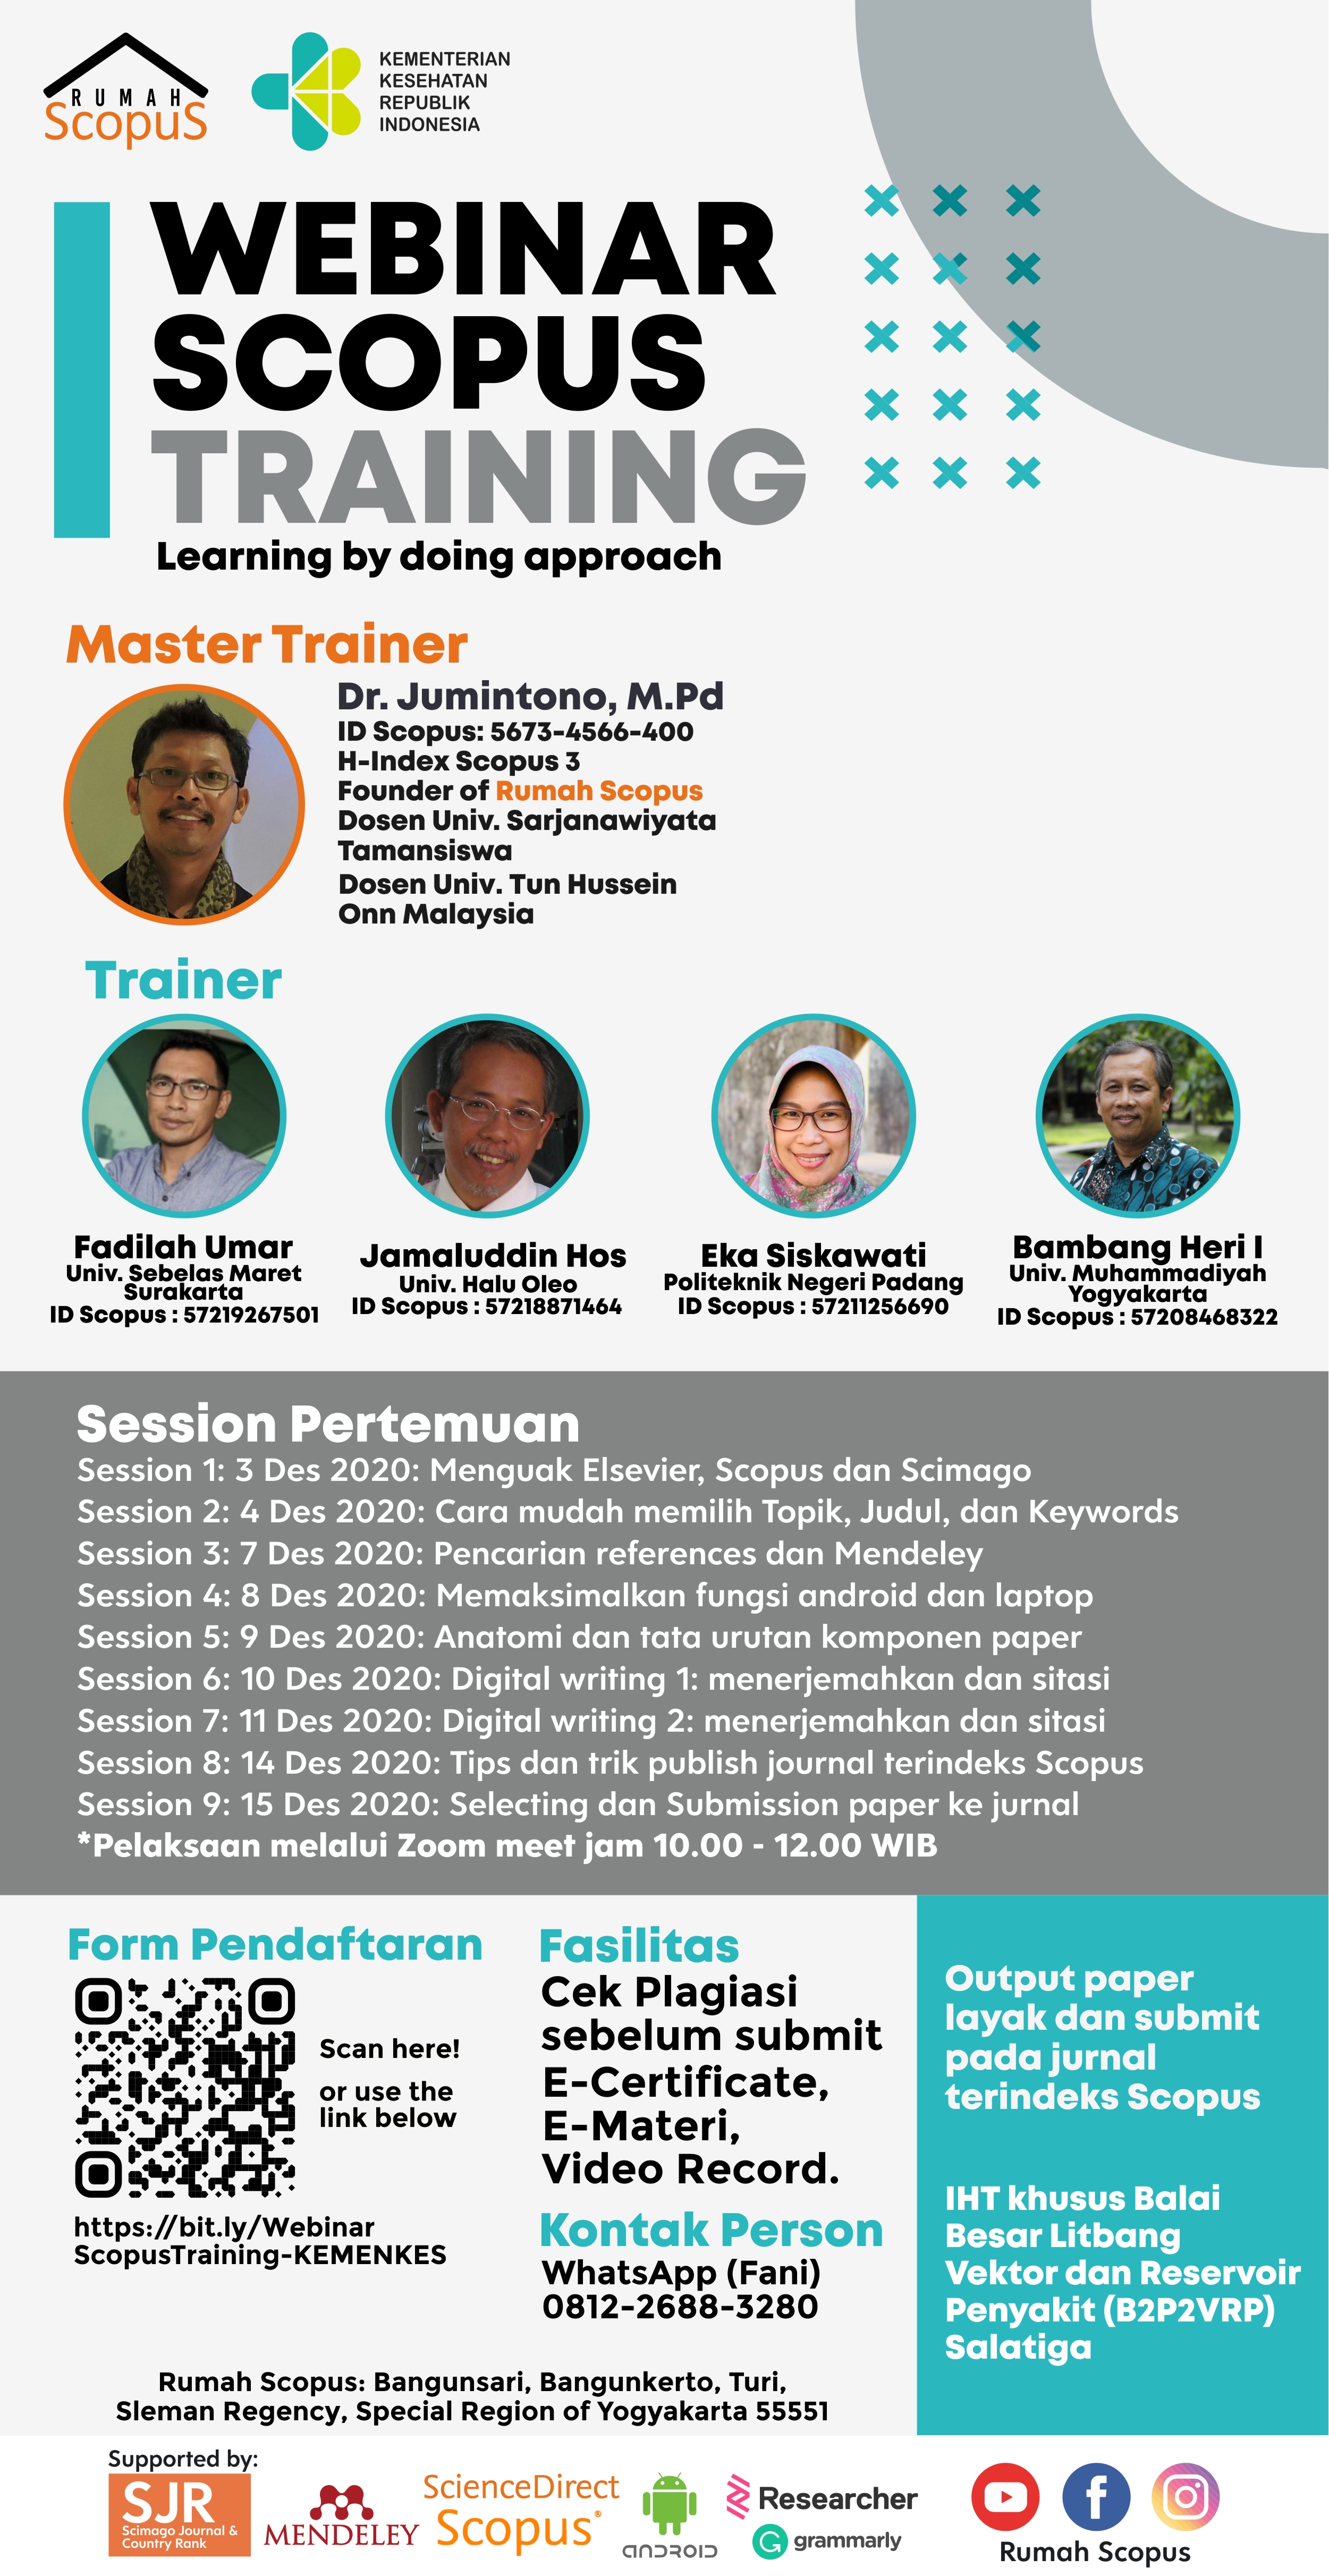 RUMAH
ScopuS
KEMENTERIAN
KESEHATAN
REPUBLIK
INDONESIA
WEBINAR
SCOPUS
TRAINING
Learning by doing approach
Master Trainer
Dr. Jumintono, M.Pd
ID Scopus: 5673-4566-400
H-Index Scopus 3
Founder of Rumah Scopus
Dosen Univ. Sarjanawiyata
Tamansiswa
Dosen Univ. Tun Hussein
Onn Malaysia
Trainer
Fadilah Umar
Univ. Sebelas Maret
Surakarta
ID Scopus : 57219267501
Jamaluddin Hos
Univ. Halu Oleo
ID Scopus : 57218871464
Eka Siskawati
Politeknik Negeri Padang
ID Scopus : 57211256690
Bambang Heri I
Univ. Muhammadiyah
Yogyakarta
ID Scopus : 57208468322
Session Pertemuan
Session 1: 3 Des 2020: Menguak Elsevier, Scopus dan Scimago
Session 2: 4 Des 2020: Cara mudah memilih Topik, Judul, dan Keywords
Session 3: 7 Des 2020: Pencarian references dan Mendeley
Session 4: 8 Des 2020: Memaksimalkan fungsi android dan laptop
Session 5: 9 Des 2020: Anatomi dan tata urutan komponen paper
Session 6: 10 Des 2020: Digital writing 1: menerjemahkan dan sitasi
Session 7: 11 Des 2020: Digital writing 2: menerjemahkan dan sitasi
Session 8: 14 Des 2020: Tips dan trik publish journal terindeks Scopus
Session 9: 15 Des 2020: Selecting dan Submission paper ke jurnal
*Pelaksaan melalui Zoom meet jam 10.00 - 12.00 WIB
Form Pendaftaran
Scan here!
or use the
link below
https://bit.ly/Webinar
ScopusTraining-KEMENKES
Fasilitas
Cek Plagiasi
sebelum submit
E-Certificate,
E-Materi,
Video Record.
Kontak Person
WhatsApp (Fani)
0812-2688-3280
Output paper
layak dan submit
pada jurnal
terindeks Scopus
IHT khusus Balai
Besar Litbang
Vektor dan Reservoir
Penyakit (B2P2VRP)
Salatiga
Rumah Scopus: Bangunsari, Bangunkerto, Turi,
Sleman Regency, Special Region of Yogyakarta 55551
Supported by:
SJR
Scimago Journal &
Country Rank
MENDELEY
ScienceDirect
Scopus®
ANDROID
Researcher
grammarly
Rumah Scopus